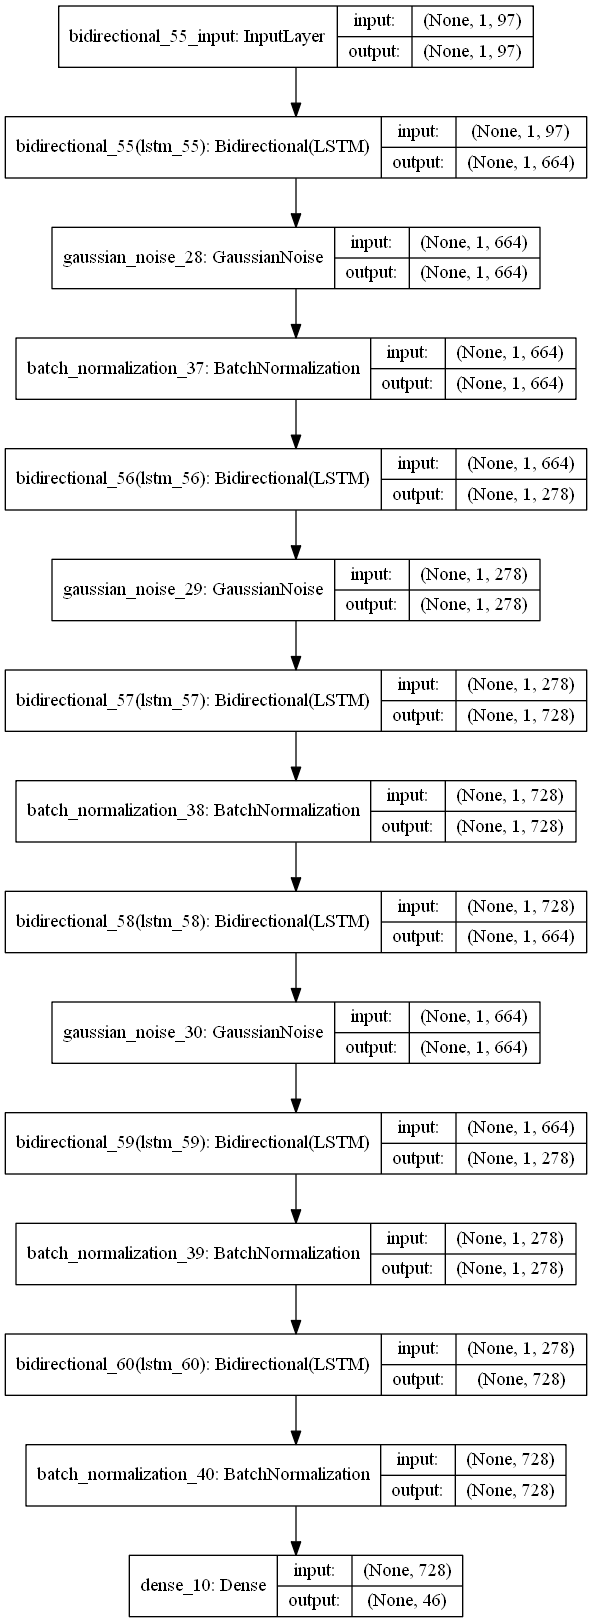 bidirectional_55_input: InputLayer
input: (None, 1, 97)
output: (None, 1, 97)
bidirectional_55(lstm_55): Bidirectional(LSTM)
input: (None, 1, 97)
output: (None, 1, 664)
gaussian_noise_28: GaussianNoise
input: (None, 1, 664)
output: (None, 1, 664)
batch_normalization_37: BatchNormalization
input: (None, 1, 664)
output: (None, 1, 664)
bidirectional_56(lstm_56): Bidirectional(LSTM)
input: (None, 1, 664)
output: (None, 1, 278)
gaussian_noise_29: GaussianNoise
input: (None, 1, 278)
output: (None, 1, 278)
bidirectional_57(lstm_57): Bidirectional(LSTM)
input: (None, 1, 278)
output: (None, 1, 728)
batch_normalization_38: BatchNormalization
input: (None, 1, 728)
output: (None, 1, 728)
bidirectional_58(lstm_58): Bidirectional(LSTM)
input: (None, 1, 728)
output: (None, 1, 664)
gaussian_noise_30: GaussianNoise
input: (None, 1, 664)
output: (None, 1, 664)
bidirectional_59(lstm_59): Bidirectional(LSTM)
input: (None, 1, 664)
output: (None, 1, 278)
batch_normalization_39: BatchNormalization
input: (None, 1, 278)
output: (None, 1, 278)
bidirectional_60(lstm_60): Bidirectional(LSTM)
input: (None, 1, 278)
output: (None, 728)
batch_normalization_40: BatchNormalization
input: (None, 728)
output: (None, 728)
dense_10: Dense
input: (None, 728)
output: (None, 46)